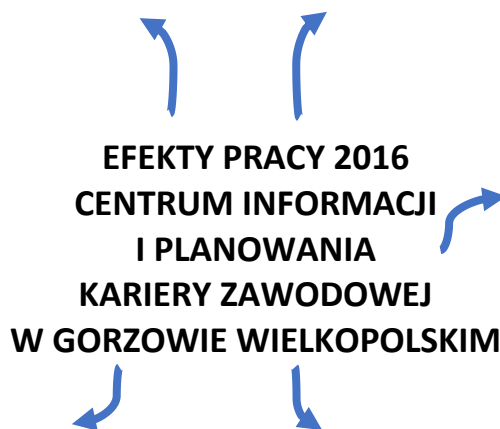 EFEKTY PRACY 2016
CENTRUM INFORMACJI
I PLANOWANIA
KARIERY ZAWODOWEJ
W GORZOWIE WIELKOPOLSKIM